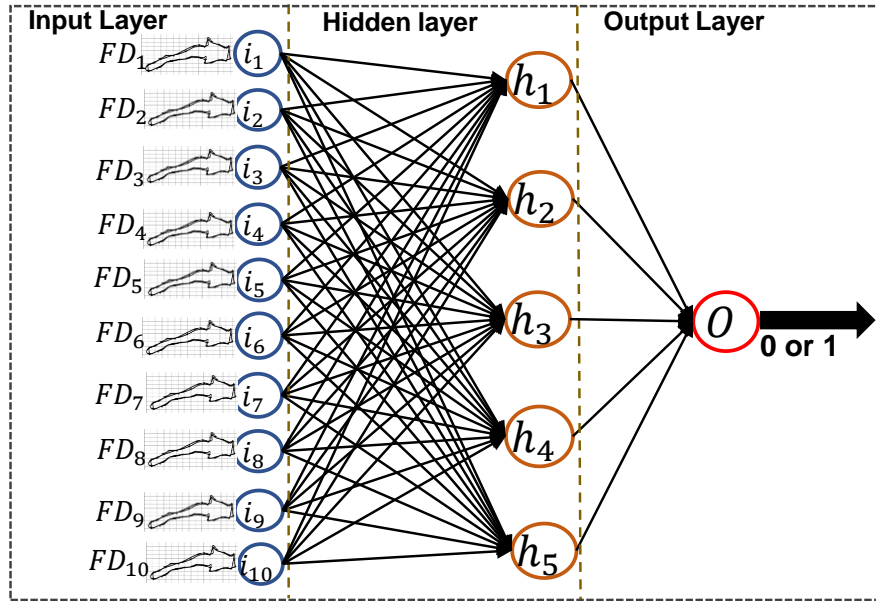 Input Layer
Hidden layer
Output Layer
FD₁ i₁
FD₂ i₂
FD₃ i₃
FD₄ i₄
FD₅ i₅
FD₆ i₆
FD₇ i₇
FD₈ i₈
FD₉ i₉
FD₁₀ i₁₀
h₁
h₂
h₃
h₄
h₅
O
0 or 1